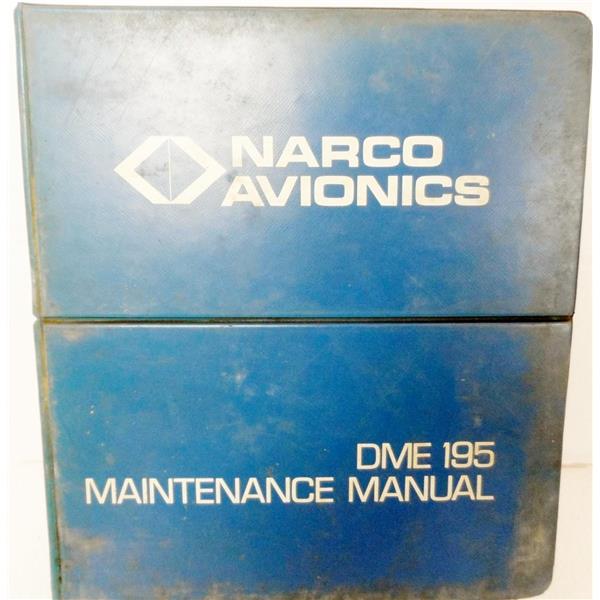 NARCO
AVIONICS
DME 195
MAINTENANCE MANUAL